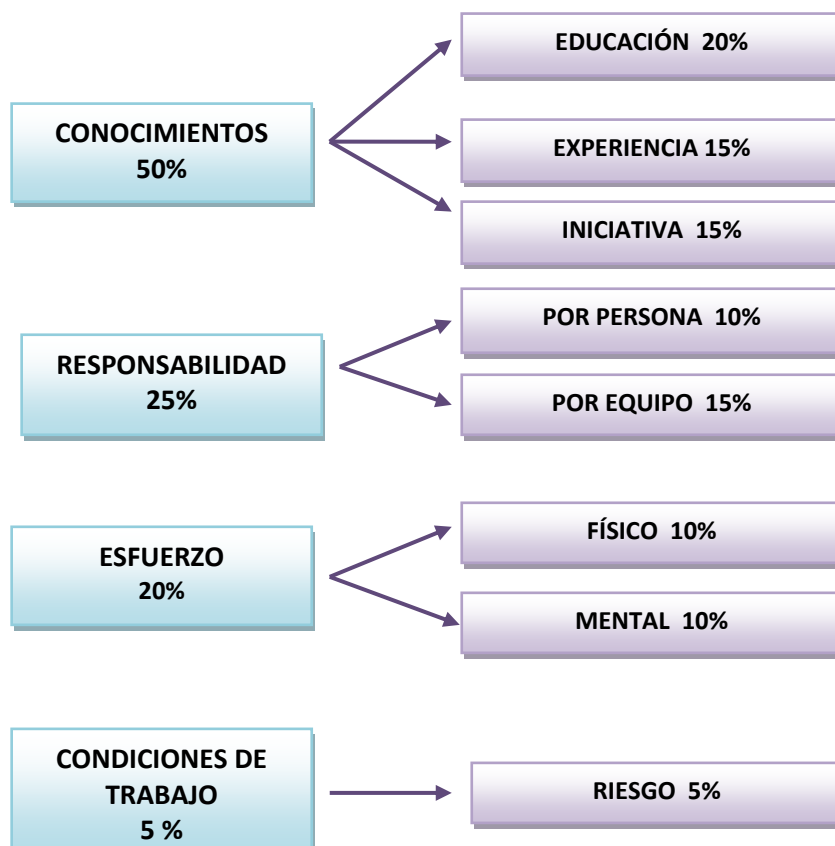 CONOCIMIENTOS
50%
EDUCACIÓN 20%
EXPERIENCIA 15%
INICIATIVA 15%
RESPONSABILIDAD
25%
POR PERSONA 10%
POR EQUIPO 15%
ESFUERZO
20%
FÍSICO 10%
MENTAL 10%
CONDICIONES DE
TRABAJO
5 %
RIESGO 5%